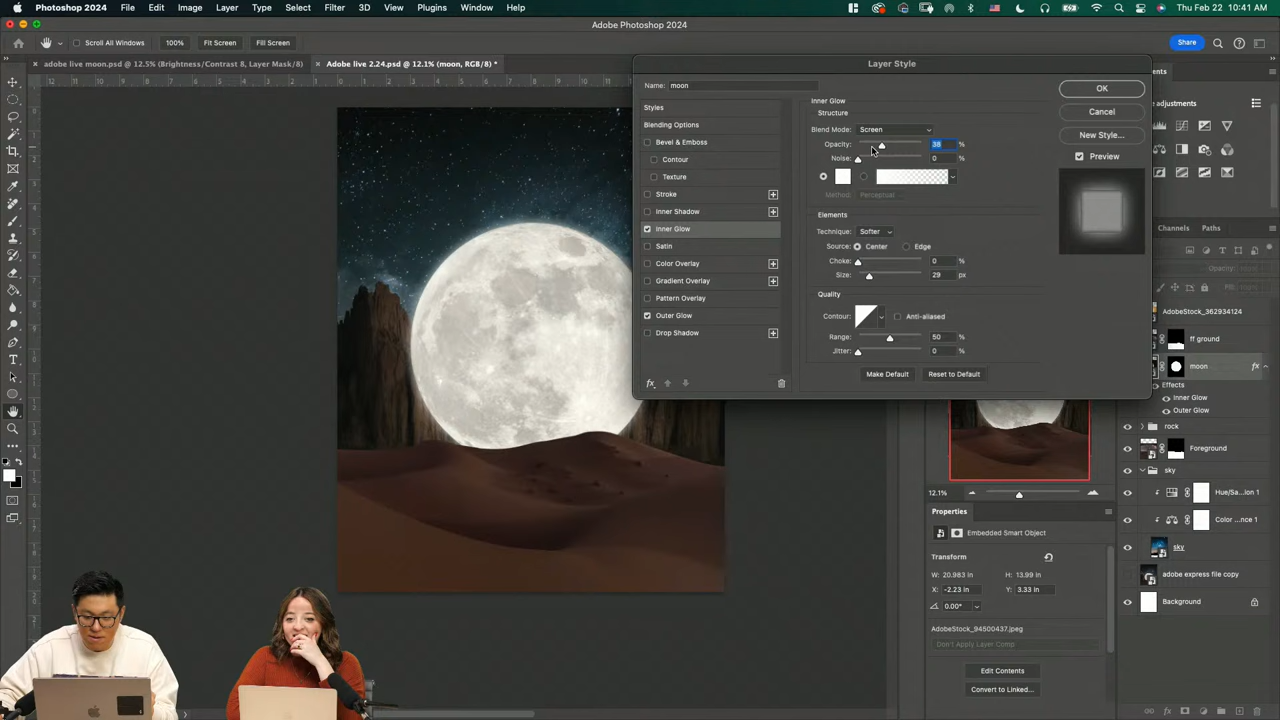 Photoshop File Edit Image Layer Type Select Filter 3D View Plugins Window Help
Thu Feb 22 10:41 AM
Adobe Photoshop 2024
Scroll All Windows 100% Fit Screen Fill Screen
Share
adobe live moon.psd @ 12.5% (Brightness/Contrast 8, Layer Mask/8)
Adobe live 2.24.psd @ 12.1% (moon, RGB/8) *
Layer Style
Name: moon
Styles
Blending Options
Bevel & Emboss
Contour
Texture
Stroke
Inner Shadow
Inner Glow
Satin
Color Overlay
Gradient Overlay
Pattern Overlay
Outer Glow
Drop Shadow
fx
Inner Glow
Structure
Blend Mode: Screen
Opacity: 38 %
Noise: 0 %
Method: Perceptual
Elements
Technique: Softer
Source: Center Edge
Choke: 0 %
Size: 29 px
Quality
Contour: Anti-aliased
Range: 50 %
Jitter: 0 %
Make Default Reset to Default
OK
Cancel
New Style...
Preview
adjustments
Channels Paths
Opacity:
AdobeStock_362934124
ff ground
moon fx
Effects
Inner Glow
Outer Glow
rock
Foreground
sky
Hue/Sa...ion 1
Color ...nce 1
sky
adobe express file copy
Background
12.1%
Properties
Embedded Smart Object
Transform
W: 20.983 in H: 13.99 in
X: -2.23 in Y: 3.33 in
0.00°
AdobeStock_94500437.jpeg
Don't Apply Layer Comp
Edit Contents
Convert to Linked...